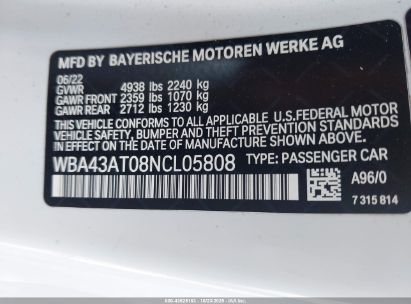 MFD BY BAYERISCHE MOTOREN WERKE AG
06/22
GVWR 4938 lbs 2240 kg
GAWR FRONT 2359 lbs 1070 kg
GAWR REAR 2712 lbs 1230 kg
THIS VEHICLE CONFORMS TO ALL APPLICABLE U.S.FEDERAL MOTOR
VEHICLE SAFETY, BUMPER, AND THEFT PREVENTION STANDARDS
IN EFFECT ON THE DATE OF MANUFACTURE SHOWN ABOVE.
WBA43AT08NCL05808 TYPE: PASSENGER CAR
A96/0
7 315 814